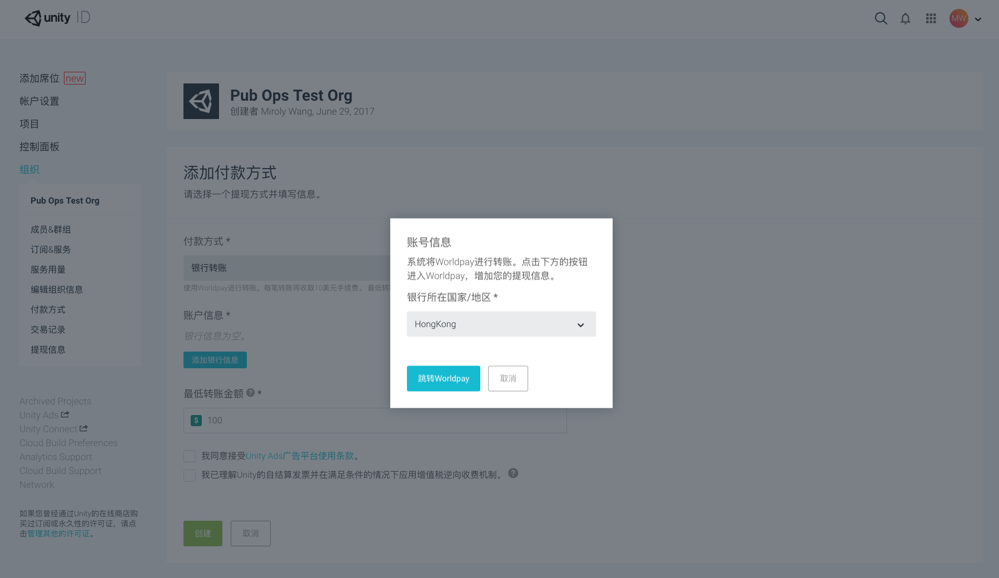 unity ID
MW
添加席位 new
帐户设置
项目
控制面板
组织
Pub Ops Test Org
成员&群组
订阅&服务
服务用量
编辑组织信息
付款方式
交易记录
提现信息
Archived Projects
Unity Ads
Unity Connect
Cloud Build Preferences
Analytics Support
Cloud Build Support
Network
如果您曾经通过Unity的在线商店购
买过订阅或永久性的许可证，请点
击管理其他的许可证。
Pub Ops Test Org
创建者 Miroly Wang, June 29, 2017
添加付款方式
请选择一个提现方式并填写信息。
付款方式 *
银行转账
使用Worldpay进行转账。每笔转账将收取10美元手续费。 最低转
账户信息 *
银行信息为空。
添加银行信息
最低转账金额 ? *
$ 100
我同意接受Unity Ads广告平台使用条款。
我已理解Unity的自结算发票并在满足条件的情况下应用增值税逆向收费机制。 ?
创建
取消
账号信息
系统将Worldpay进行转账。点击下方的按钮
进入Worldpay，增加您的提现信息。
银行所在国家/地区 *
HongKong
跳转Worldpay
取消